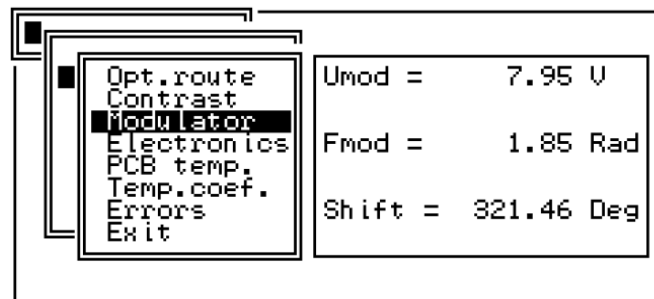 Opt.route
Contrast
Modulator
Electronics
PCB temp.
Temp.coef.
Errors
Exit
Umod = 7.95 V
Fmod = 1.85 Rad
Shift = 321.46 Deg